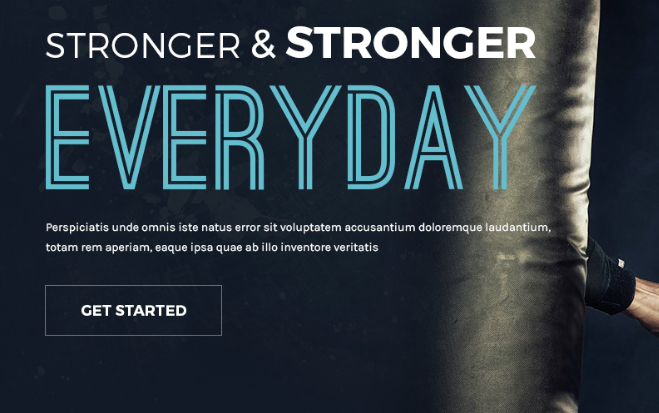 STRONGER & STRONGER
EVERYDAY
Perspiciatis unde omnis iste natus error sit voluptatem accusantium doloremque laudantium,
totam rem aperiam, eaque ipsa quae ab illo inventore veritatis
GET STARTED